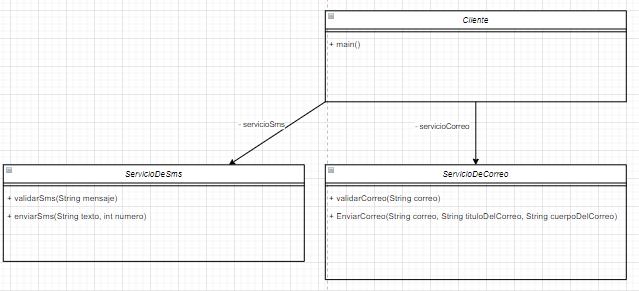 Cliente
+ main()
- servicioSms
- servicioCorreo
ServicioDeSms
+ validarSms(String mensaje)
+ enviarSms(String texto, int numero)
ServicioDeCorreo
+ validarCorreo(String correo)
+ EnviarCorreo(String correo, String tituloDelCorreo, String cuerpoDelCorreo)